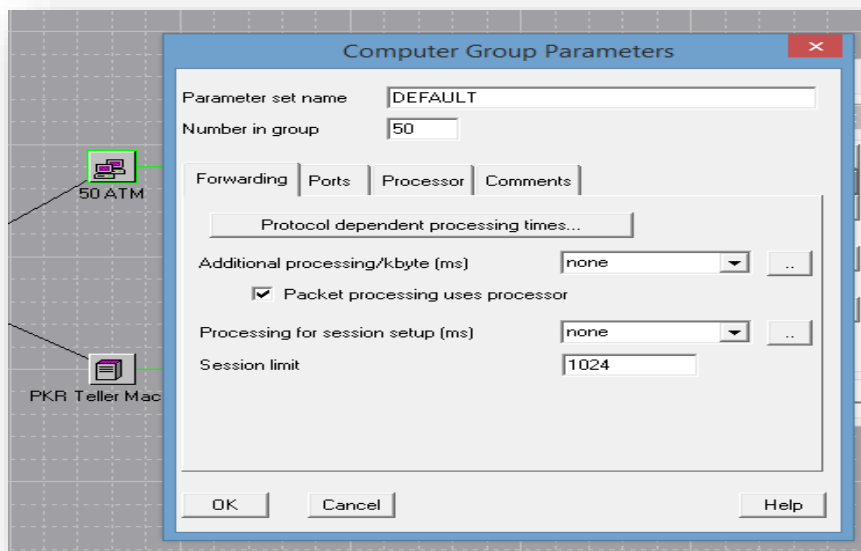 Computer Group Parameters
Parameter set name DEFAULT
Number in group 50
Forwarding Ports Processor Comments
Protocol dependent processing times...
Additional processing/kbyte (ms) none ..
Packet processing uses processor
Processing for session setup (ms) none ..
Session limit 1024
OK Cancel Help
50 ATM
PKR Teller Mac